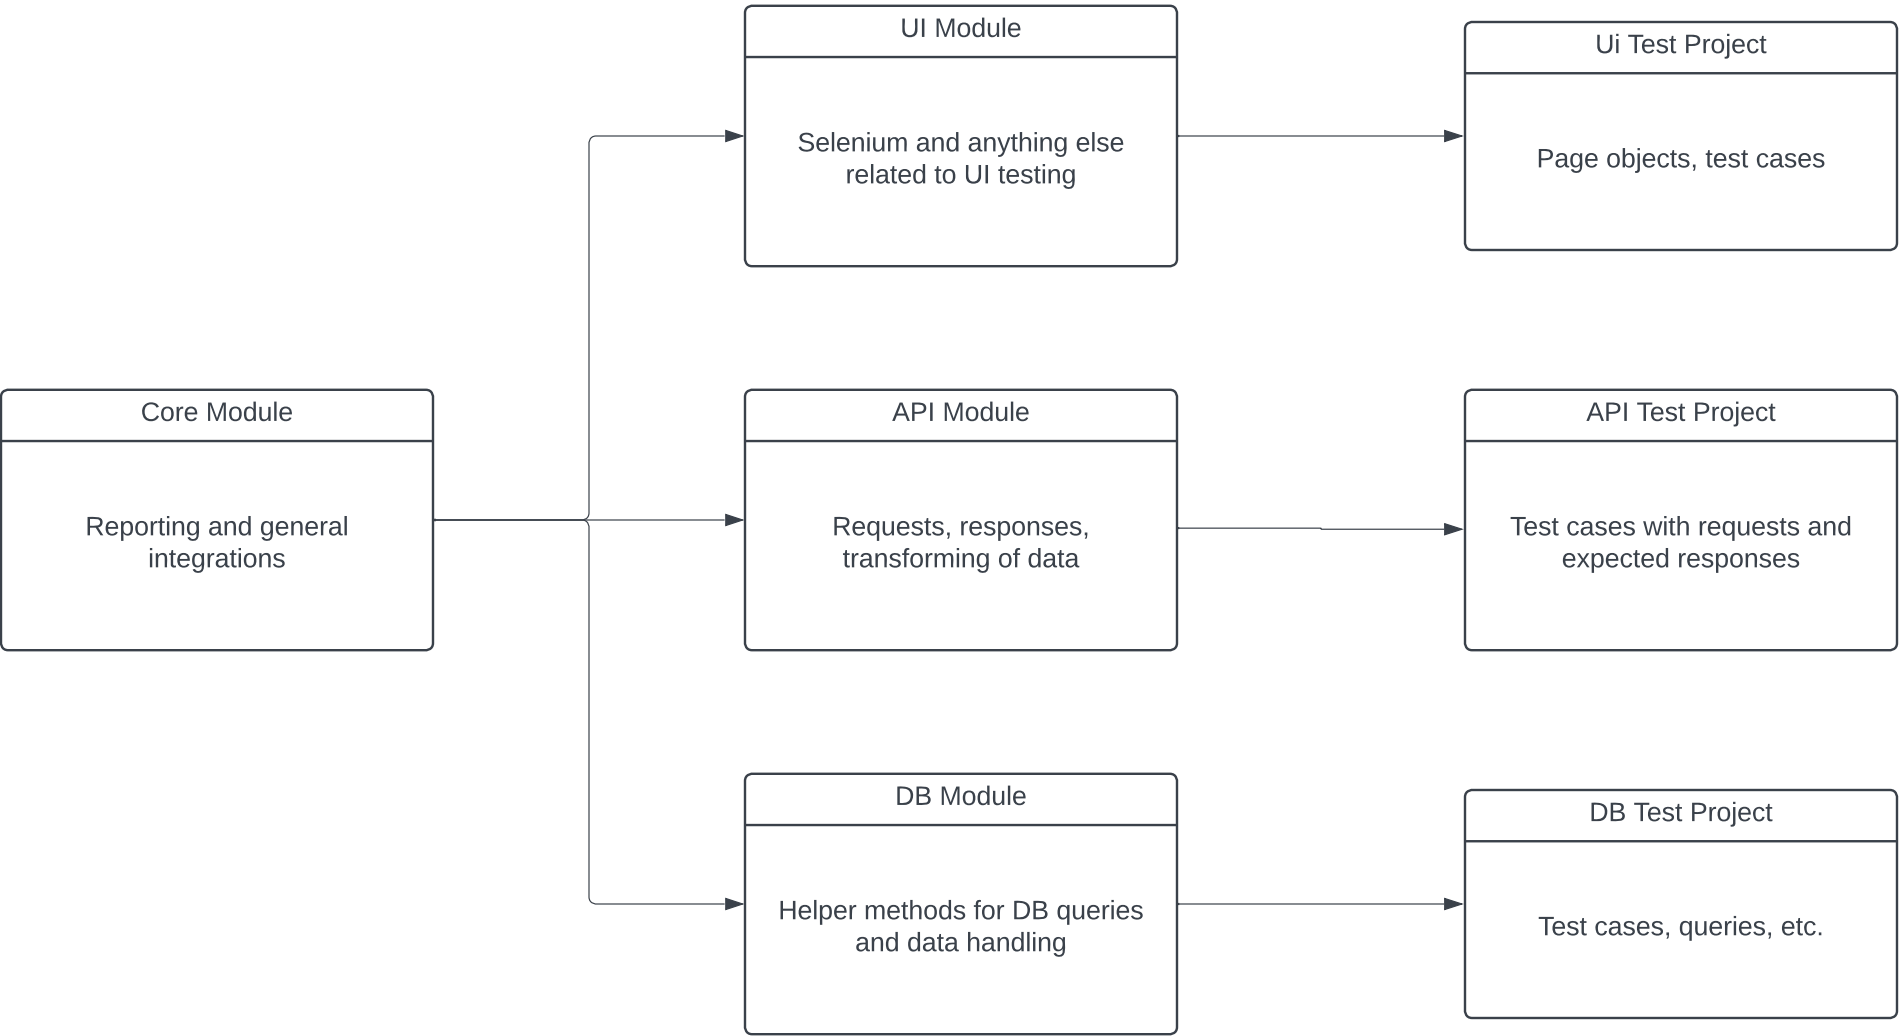 UI Module
Selenium and anything else
related to UI testing
Ui Test Project
Page objects, test cases
Core Module
Reporting and general
integrations
API Module
Requests, responses,
transforming of data
API Test Project
Test cases with requests and
expected responses
DB Module
Helper methods for DB queries
and data handling
DB Test Project
Test cases, queries, etc.